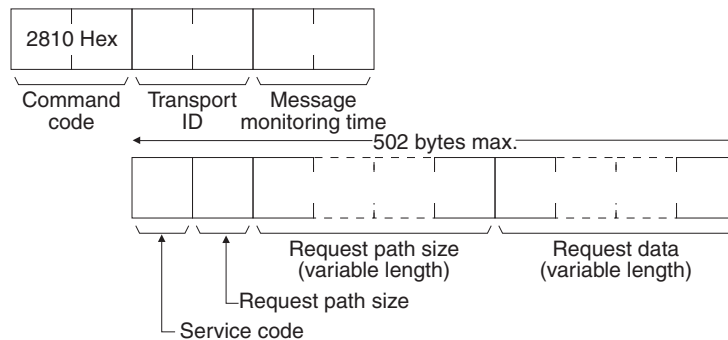 2810 Hex
Command
code
Transport
ID
Message
monitoring time
502 bytes max.
Request path size
(variable length)
Request data
(variable length)
Request path size
Service code